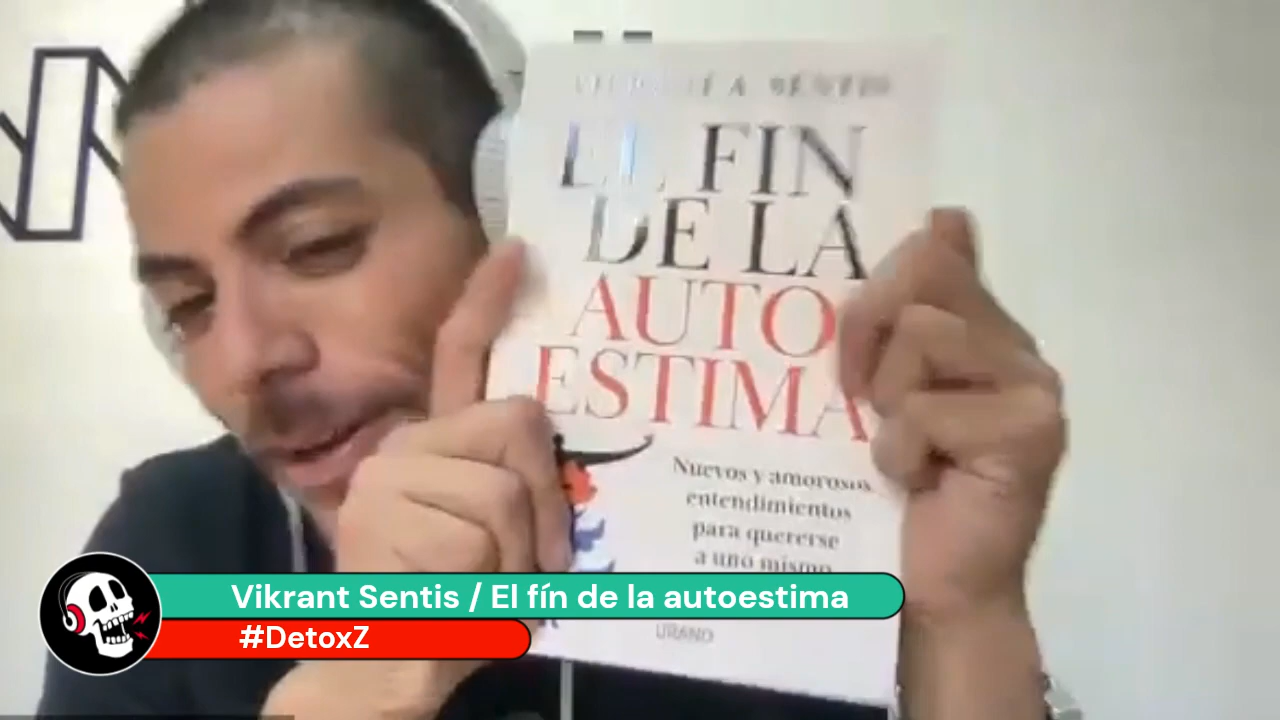 A. SENTIS
EL FIN
DE LA
AUTO
ESTIMA
Nuevos y amorosos
entendimientos
para quererse
a uno mismo
URANO
Vikrant Sentis / El fín de la autoestima
#DetoxZ